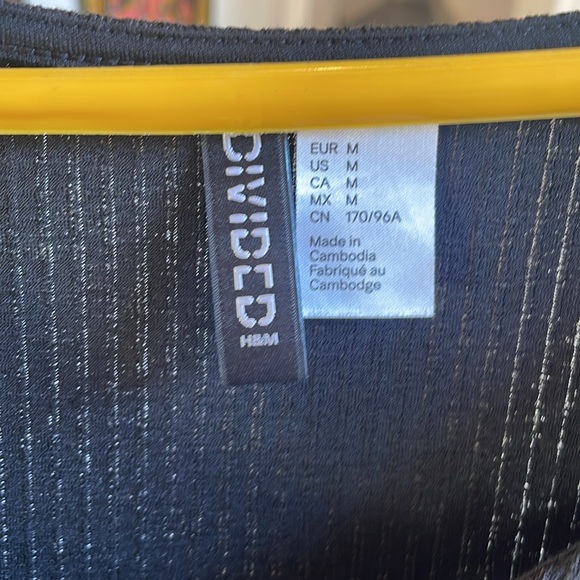 DIVIDED
H&M
EUR M
US M
CA M
MX M
CN 170/96A
Made in
Cambodia
Fabriqué au
Cambodge